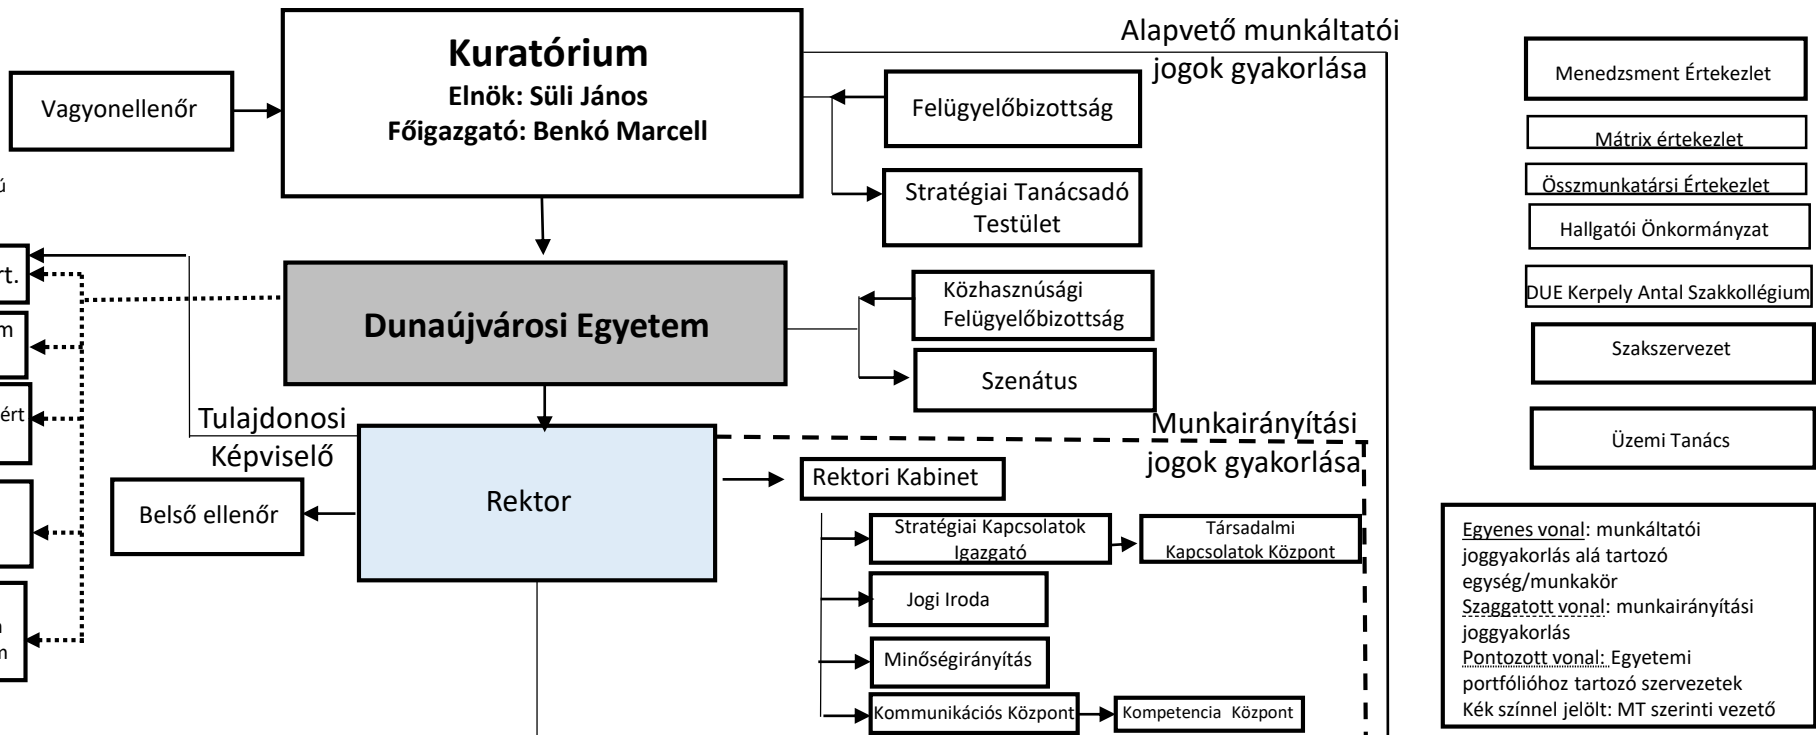 Kuratórium
Elnök: Süli János
Főigazgató: Benkó Marcell
Vagyonellenőr
Alapvető munkáltatói
jogok gyakorlása
Felügyelőbizottság
Stratégiai Tanácsadó
Testület
Menedzsment Értekezlet
Mátrix értekezlet
Összmunkatársi Értekezlet
Hallgatói Önkormányzat
DUE Kerpely Antal Szakkollégium
Szakszervezet
Üzemi Tanács
ú
rt.
m
ért
m
Dunaújvárosi Egyetem
Közhasznúsági
Felügyelőbizottság
Szenátus
Tulajdonosi
Képviselő
Munkairányítási
jogok gyakorlása
Belső ellenőr
Rektor
Rektori Kabinet
Stratégiai Kapcsolatok
Igazgató
Társadalmi
Kapcsolatok Központ
Jogi Iroda
Minőségirányítás
Kommunikációs Központ
Kompetencia Központ
Egyenes vonal: munkáltatói
joggyakorlás alá tartozó
egység/munkakör
Szaggatott vonal: munkairányítási
joggyakorlás
Pontozott vonal: Egyetemi
portfólióhoz tartozó szervezetek
Kék színnel jelölt: MT szerinti vezető